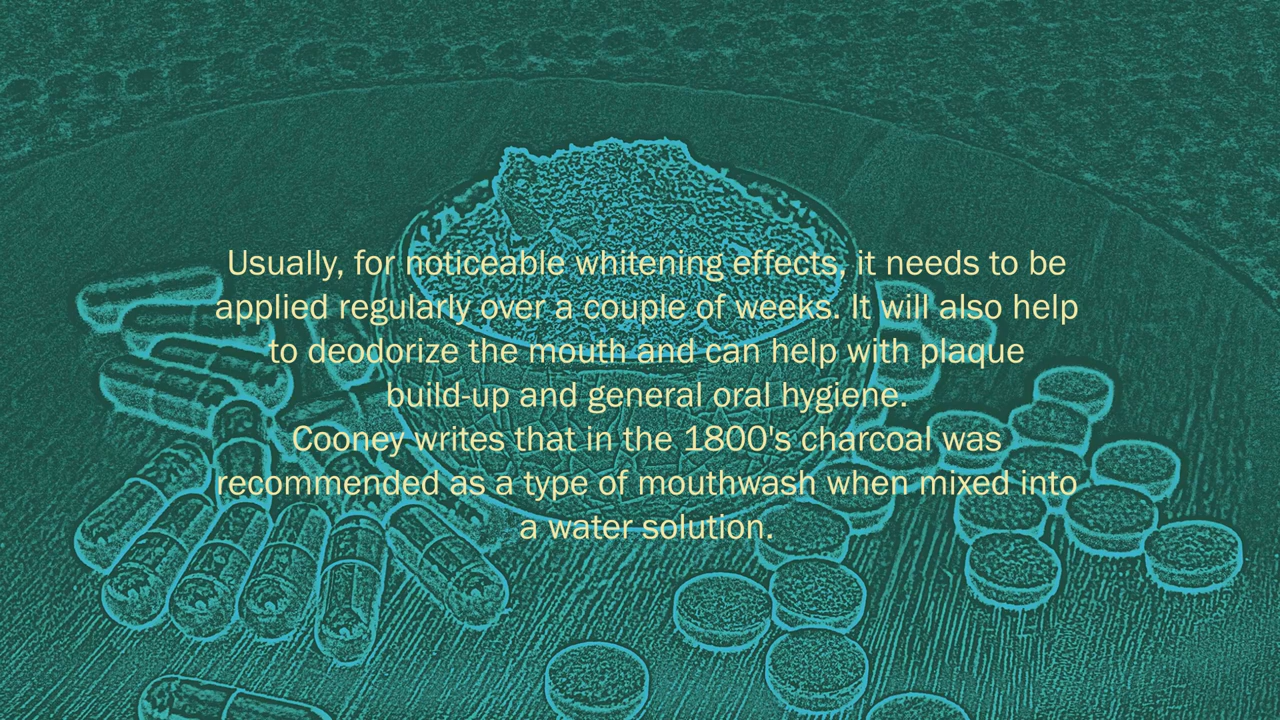 Usually, for noticeable whitening effects, it needs to be
applied regularly over a couple of weeks. It will also help
to deodorize the mouth and can help with plaque
build-up and general oral hygiene.
Cooney writes that in the 1800's charcoal was
recommended as a type of mouthwash when mixed into
a water solution.